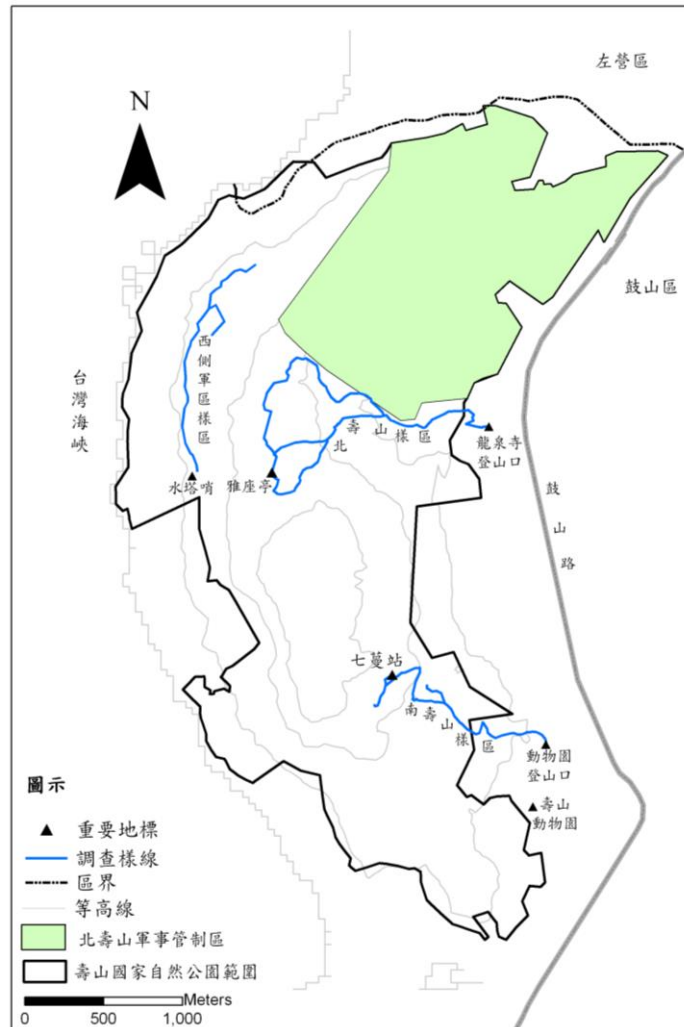 左營區
N
鼓山區
台灣海峽
西側軍區樣區
北壽山樣區
龍泉寺
登山口
水塔哨
雅座亭
鼓山路
七蔓站
南壽山樣區
動物園
登山口
壽山
動物園
圖示
重要地標
調查樣線
區界
等高線
北壽山軍事管制區
壽山國家自然公園範圍
Meters
0 500 1,000